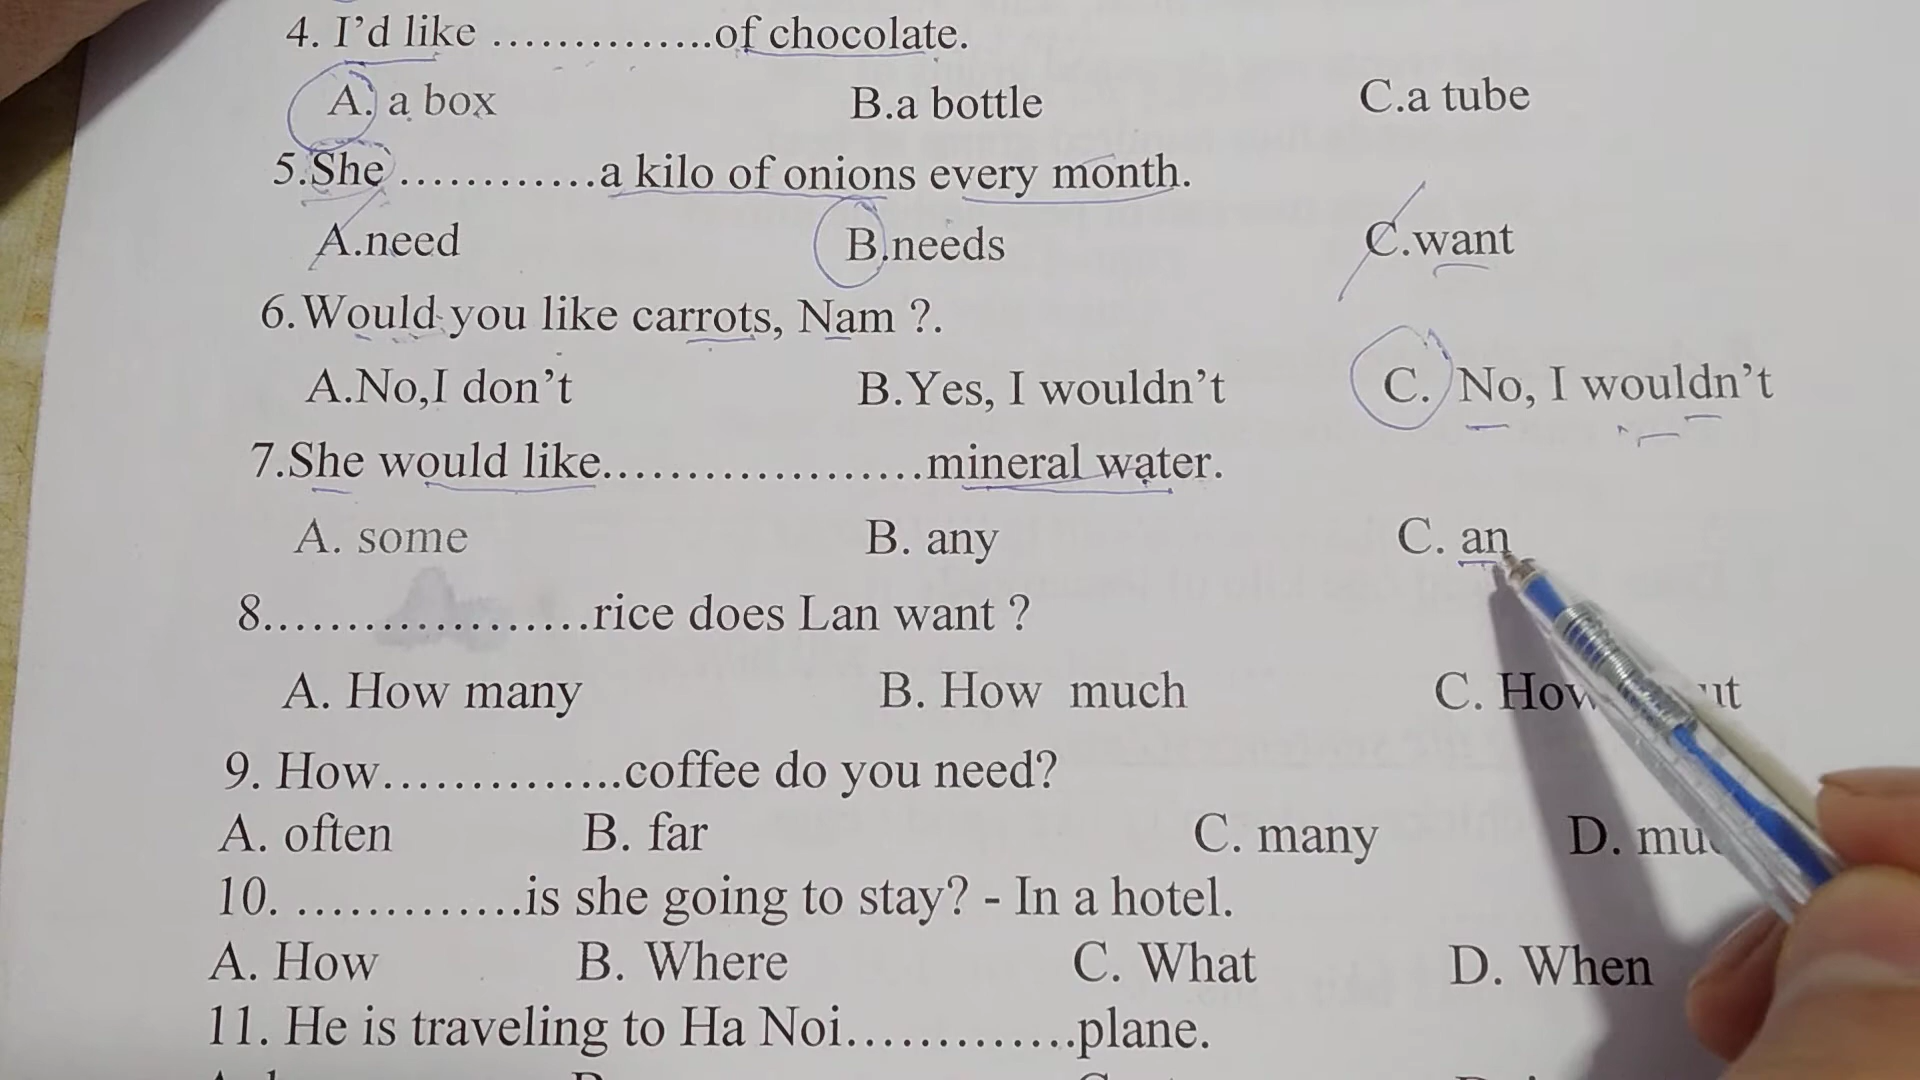 4. I'd like ..............of chocolate.
A. a box B.a bottle C.a tube
5.She ............a kilo of onions every month.
A.need B.needs C.want
6.Would you like carrots, Nam ?.
A.No,I don't B.Yes, I wouldn't C. No, I wouldn't
7.She would like....................mineral water.
A. some B. any C. an
8....................rice does Lan want ?
A. How many B. How much C. How
9. How...............coffee do you need?
A. often B. far C. many D.
10. ..............is she going to stay? - In a hotel.
A. How B. Where C. What D. When
11. He is traveling to Ha Noi..............plane.